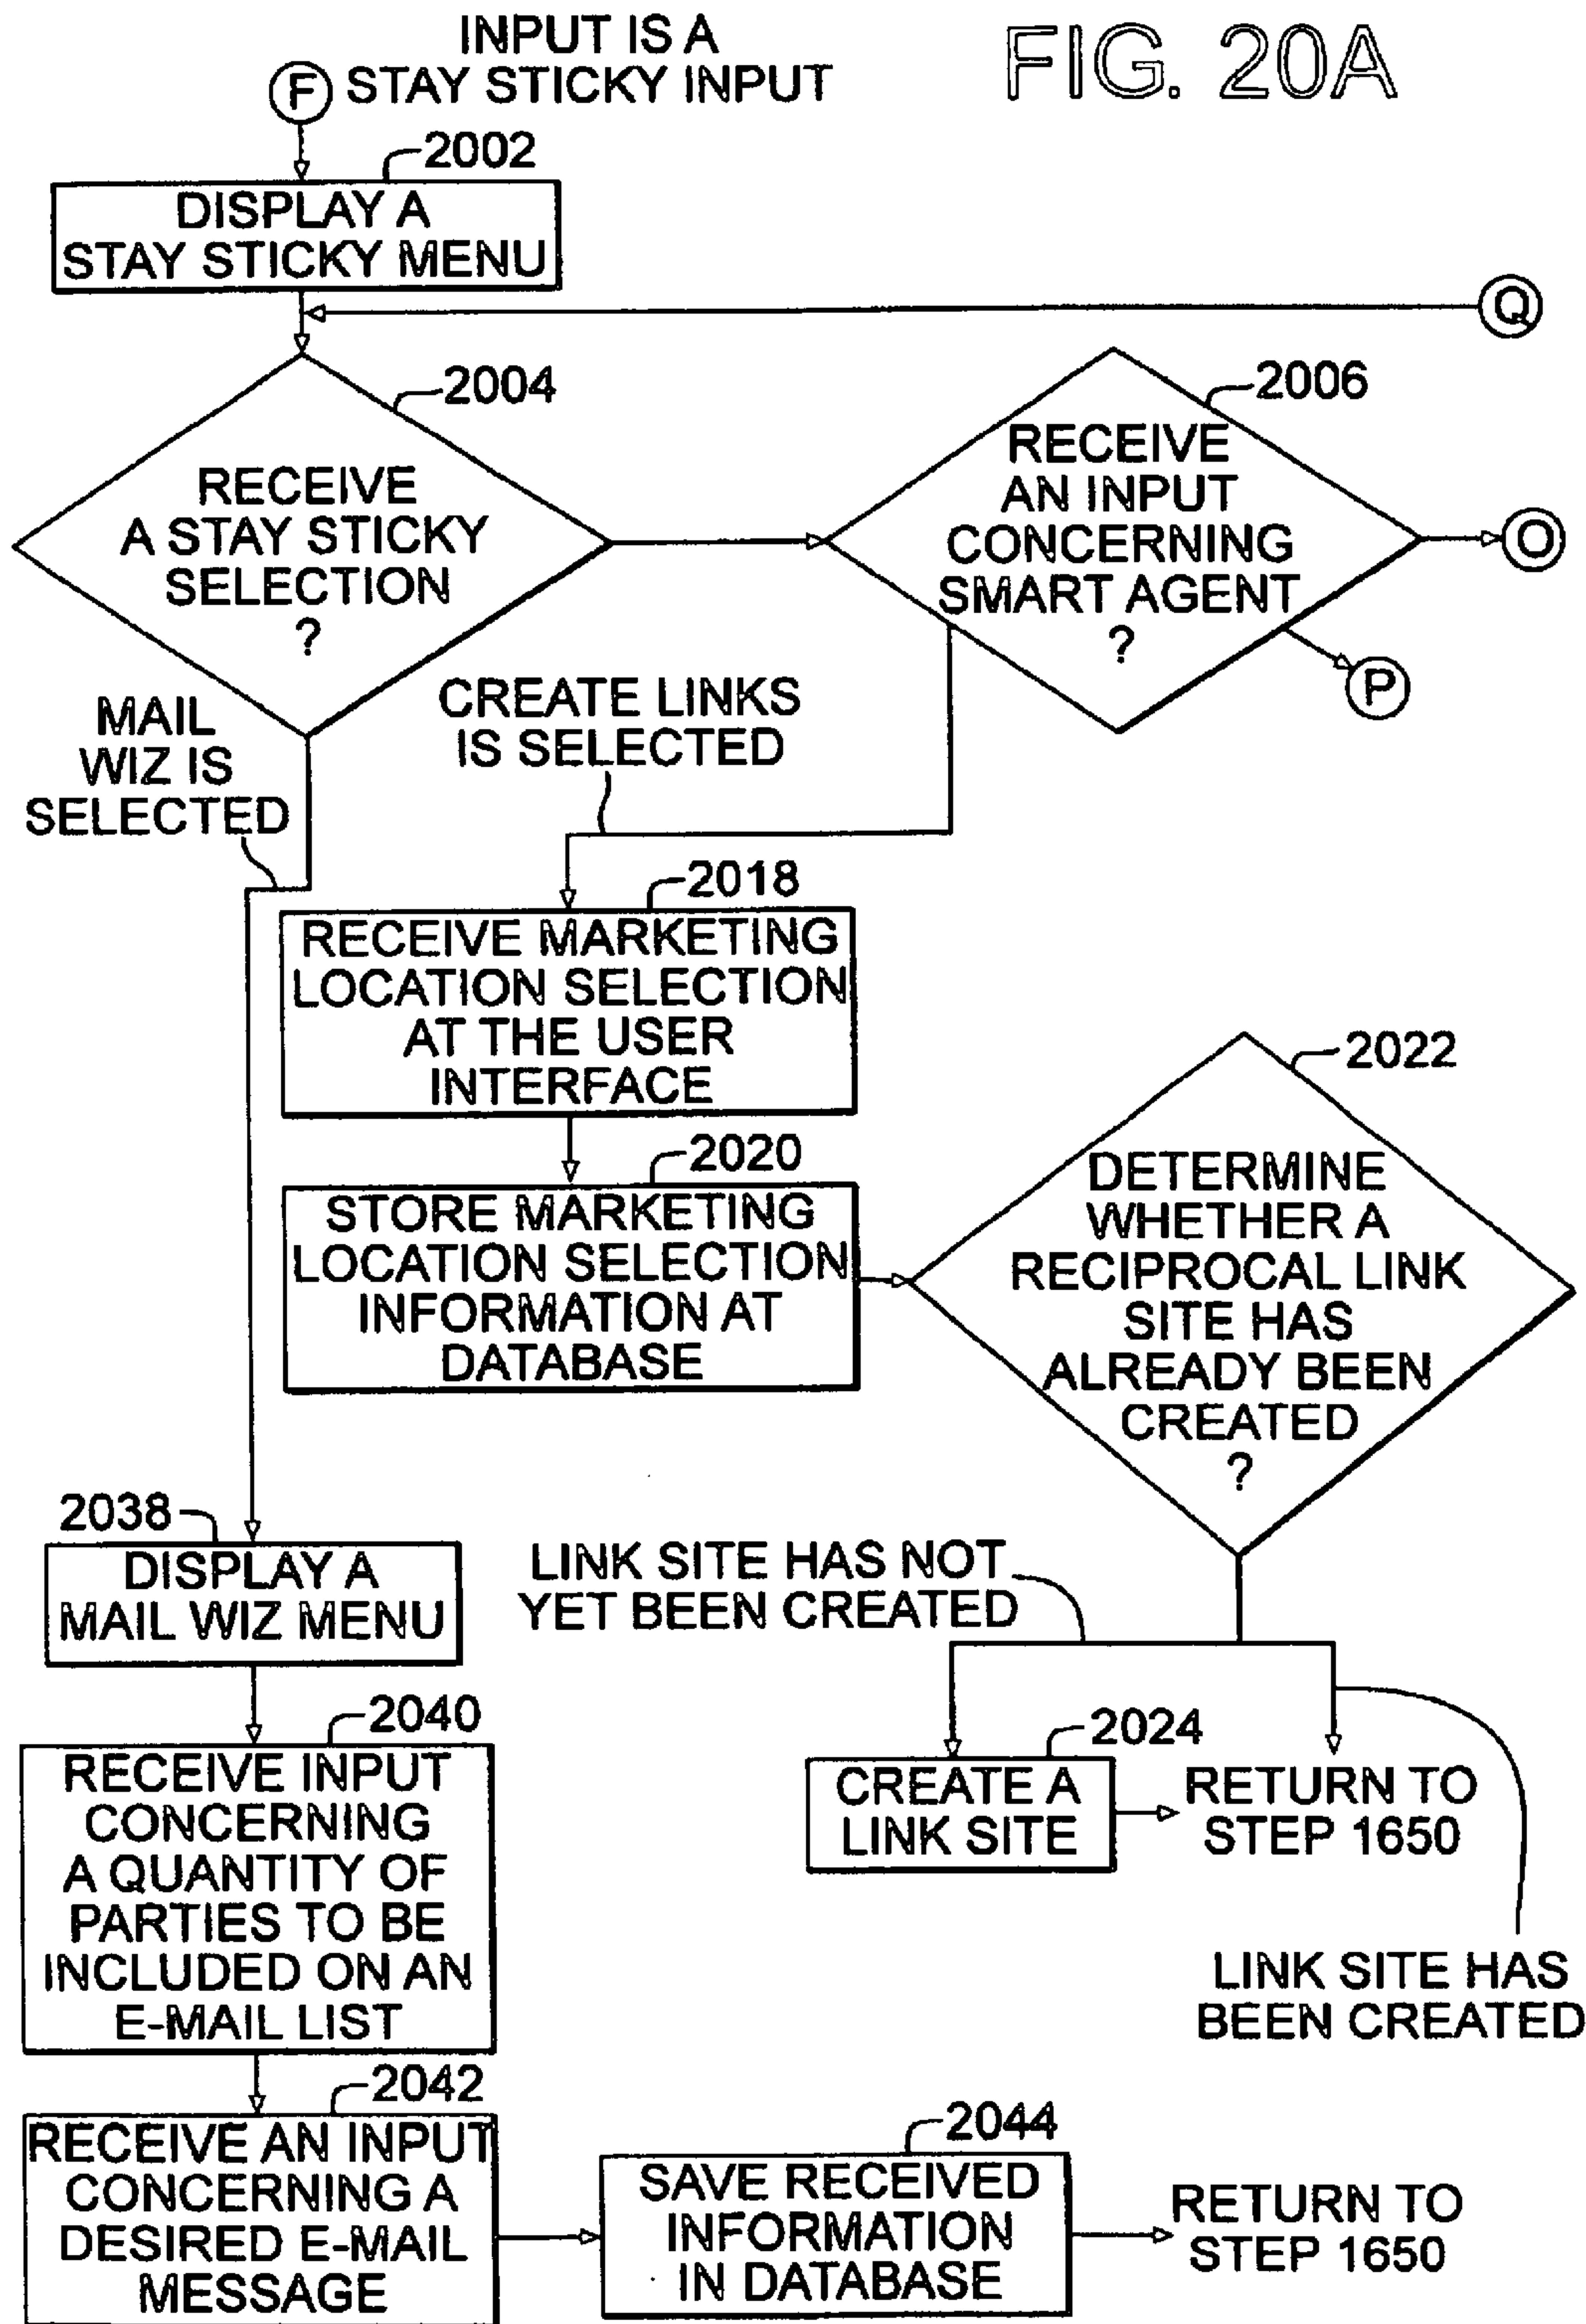 FIG. 20A
INPUT IS A
STAY STICKY INPUT
F
2002
DISPLAY A
STAY STICKY MENU
Q
2004
RECEIVE
A STAY STICKY
SELECTION
?
2006
RECEIVE
AN INPUT
CONCERNING
SMART AGENT
?
O
P
MAIL
WIZ IS
SELECTED
CREATE LINKS
IS SELECTED
2018
RECEIVE MARKETING
LOCATION SELECTION
AT THE USER
INTERFACE
2020
STORE MARKETING
LOCATION SELECTION
INFORMATION AT
DATABASE
2022
DETERMINE
WHETHER A
RECIPROCAL LINK
SITE HAS
ALREADY BEEN
CREATED
?
LINK SITE HAS NOT
YET BEEN CREATED
2024
CREATE A
LINK SITE
RETURN TO
STEP 1650
LINK SITE HAS
BEEN CREATED
2038
DISPLAY A
MAIL WIZ MENU
2040
RECEIVE INPUT
CONCERNING
A QUANTITY OF
PARTIES TO BE
INCLUDED ON AN
E-MAIL LIST
2042
RECEIVE AN INPUT
CONCERNING A
DESIRED E-MAIL
MESSAGE
2044
SAVE RECEIVED
INFORMATION
IN DATABASE
RETURN TO
STEP 1650